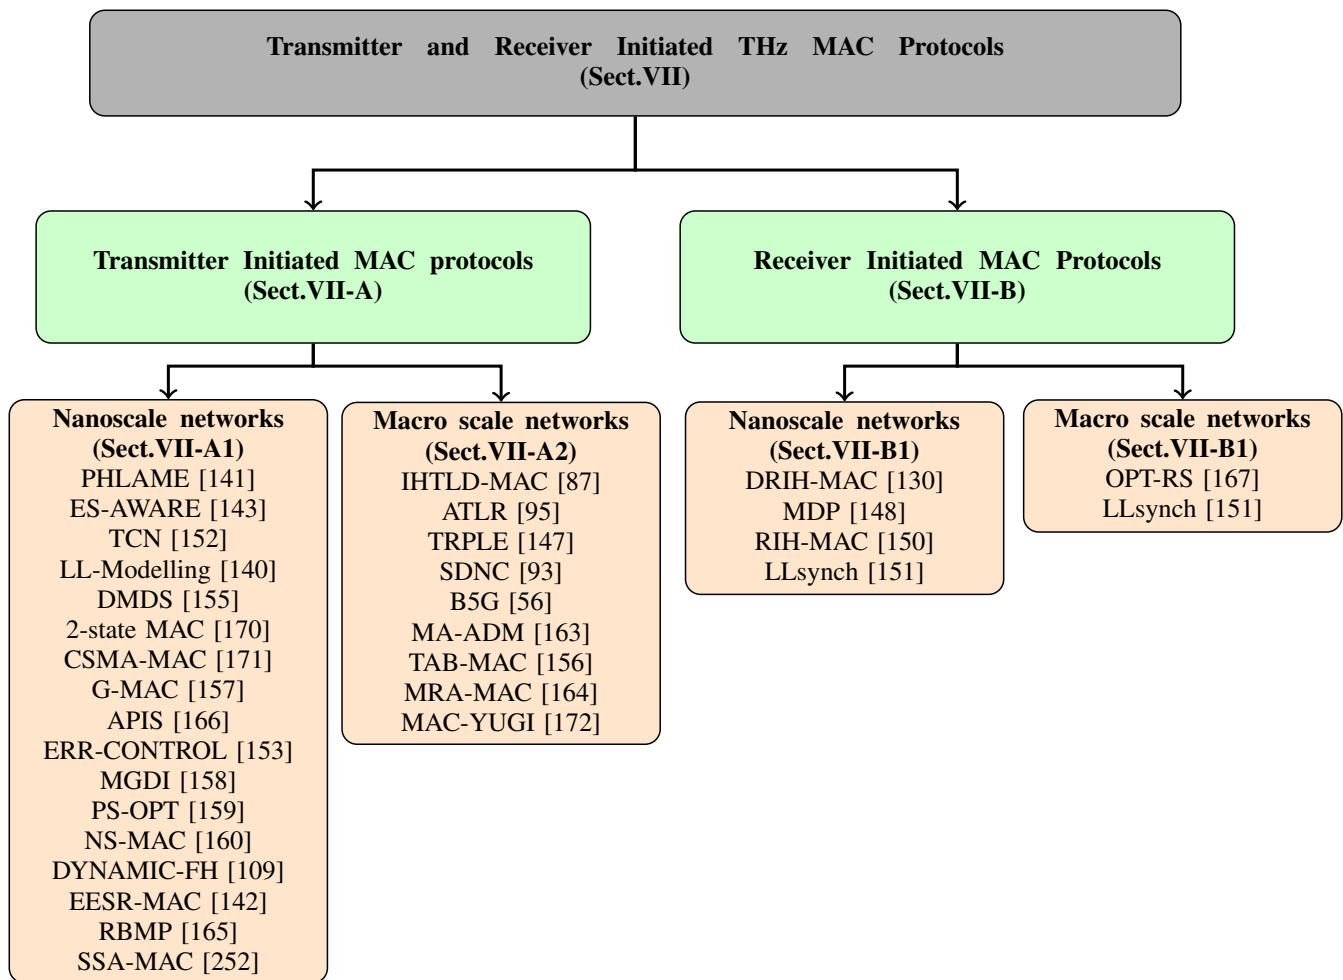 Transmitter and Receiver Initiated THz MAC Protocols
(Sect.VII)
Transmitter Initiated MAC protocols
(Sect.VII-A)
Receiver Initiated MAC Protocols
(Sect.VII-B)
Nanoscale networks
(Sect.VII-A1)
PHLAME [141]
ES-AWARE [143]
TCN [152]
LL-Modelling [140]
DMDS [155]
2-state MAC [170]
CSMA-MAC [171]
G-MAC [157]
APIS [166]
ERR-CONTROL [153]
MGDI [158]
PS-OPT [159]
NS-MAC [160]
DYNAMIC-FH [109]
EESR-MAC [142]
RBMP [165]
SSA-MAC [252]
Macro scale networks
(Sect.VII-A2)
IHTLD-MAC [87]
ATLR [95]
TRPLE [147]
SDNC [93]
B5G [56]
MA-ADM [163]
TAB-MAC [156]
MRA-MAC [164]
MAC-YUGI [172]
Nanoscale networks
(Sect.VII-B1)
DRIH-MAC [130]
MDP [148]
RIH-MAC [150]
LLsynch [151]
Macro scale networks
(Sect.VII-B1)
OPT-RS [167]
LLsynch [151]